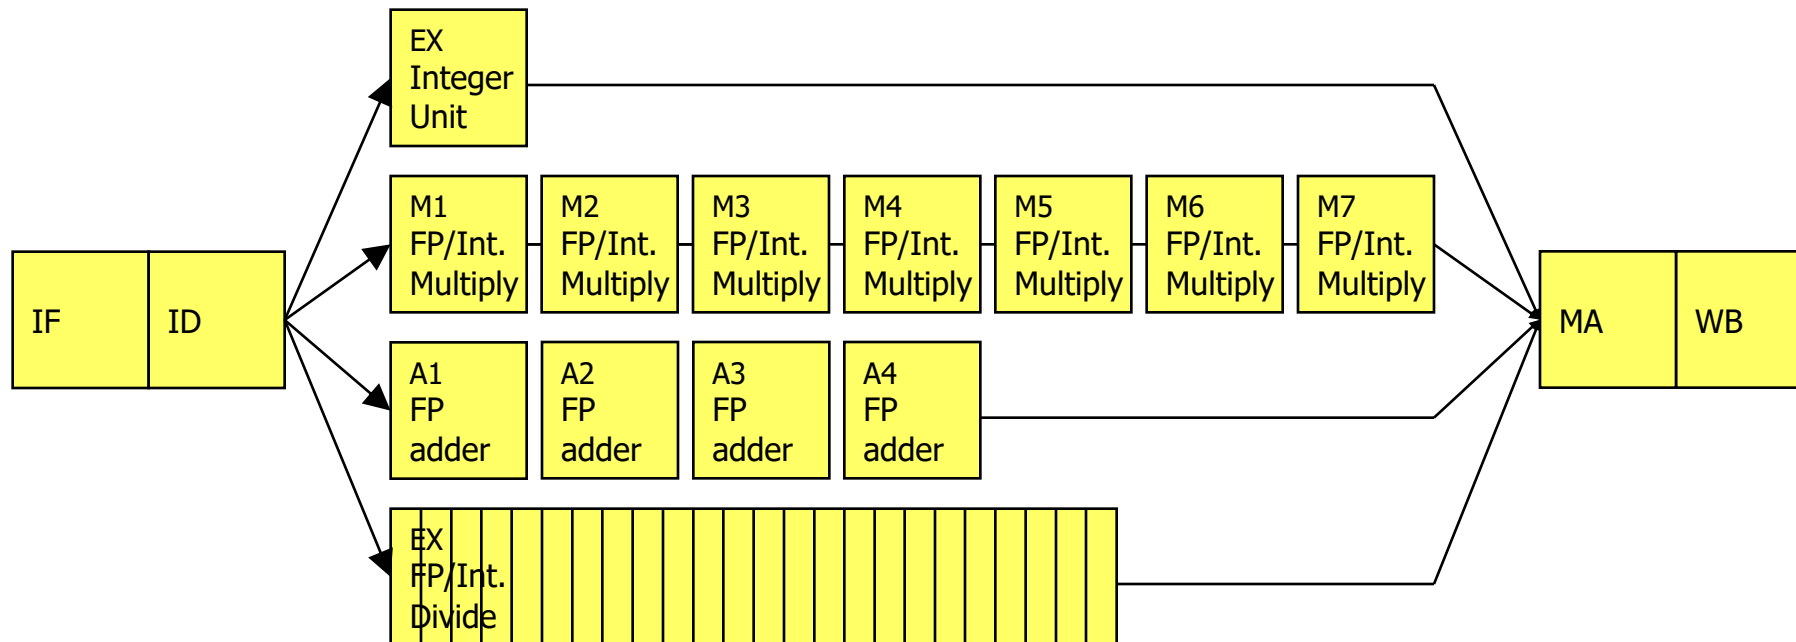 EX
Integer
Unit
M1
FP/Int.
Multiply
M2
FP/Int.
Multiply
M3
FP/Int.
Multiply
M4
FP/Int.
Multiply
M5
FP/Int.
Multiply
M6
FP/Int.
Multiply
M7
FP/Int.
Multiply
IF
ID
MA
WB
A1
FP
adder
A2
FP
adder
A3
FP
adder
A4
FP
adder
EX
FP/Int.
Divide